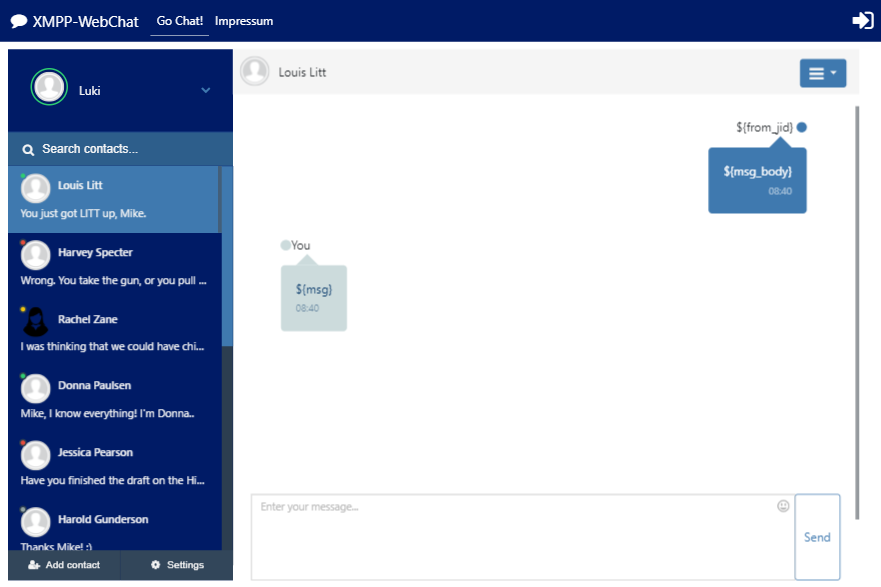 XMPP-WebChat Go Chat! Impressum
Luki
Search contacts...
Louis Litt
You just got LITT up, Mike.
Harvey Specter
Wrong. You take the gun, or you pull ...
Rachel Zane
I was thinking that we could have chi...
Donna Paulsen
Mike, I know everything! I'm Donna..
Jessica Pearson
Have you finished the draft on the Hi...
Harold Gunderson
Thanks Mike! :)
Add contact Settings
Louis Litt
${from_jid}
${msg_body}
08:40
You
${msg}
08:40
Enter your message...
Send